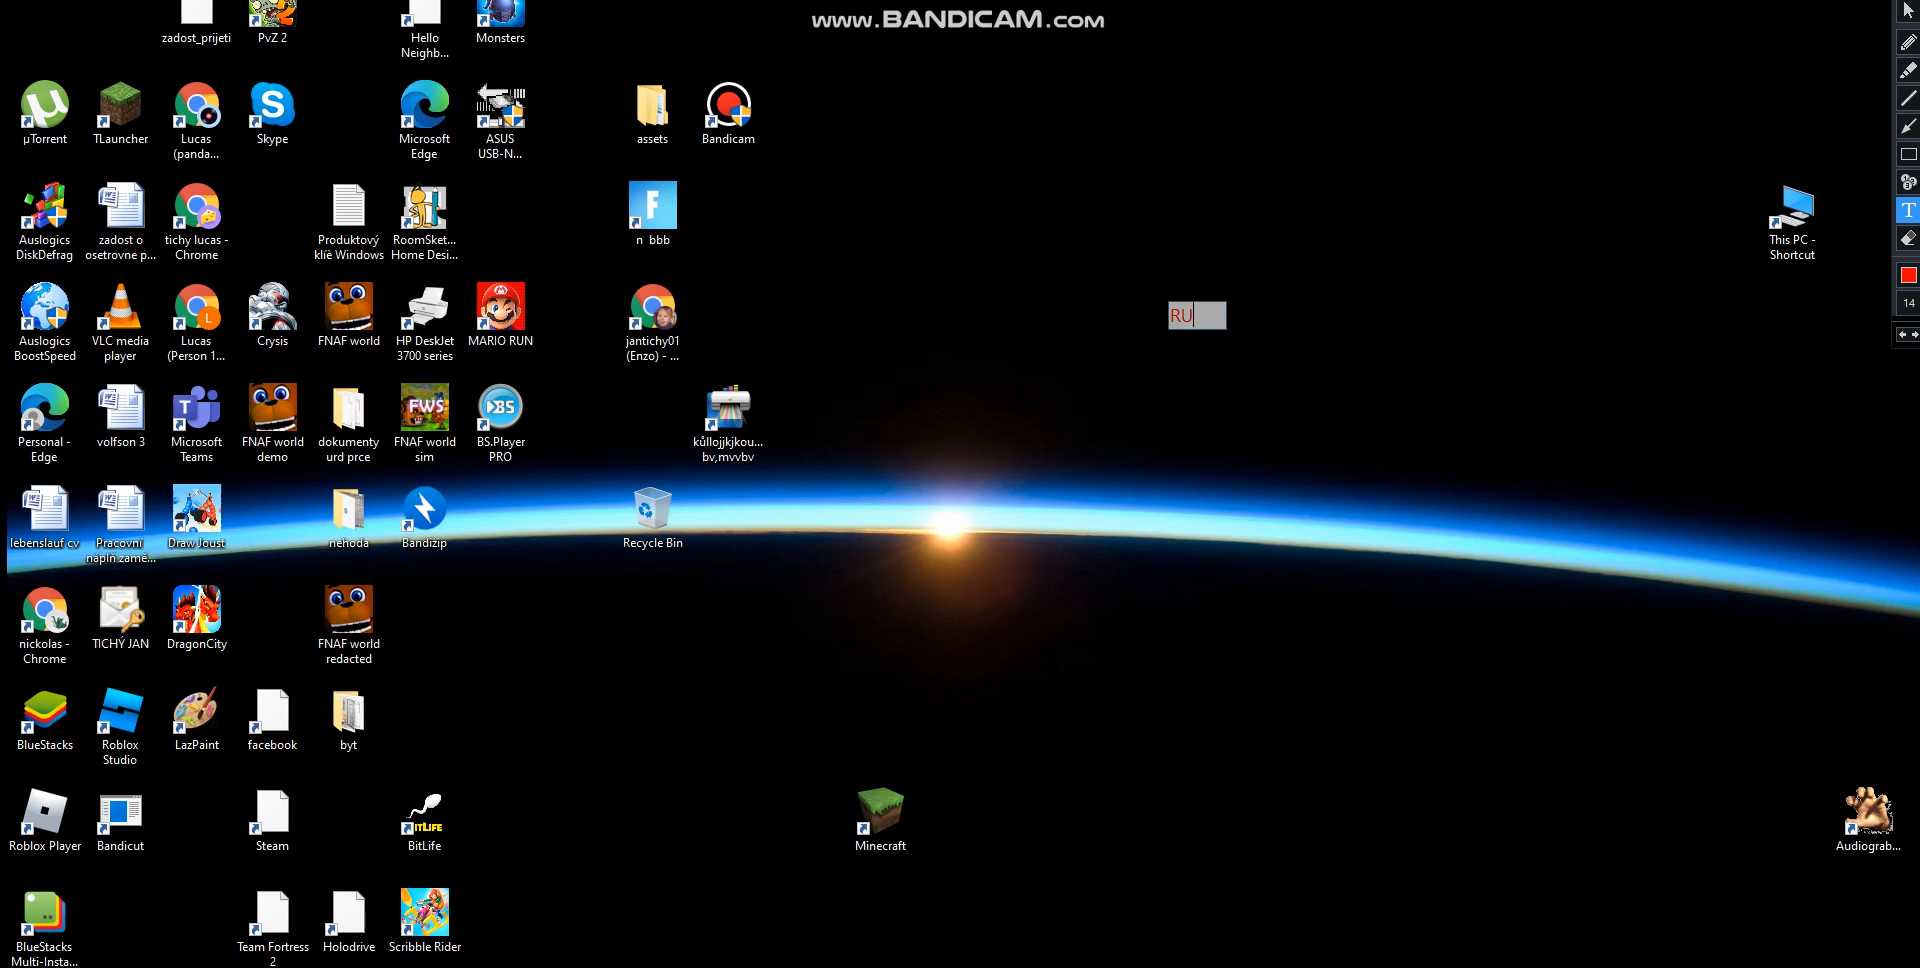 www.BANDICAM.com
zadost_prijeti
PvZ 2
Hello
Neighb...
Monsters
µTorrent
TLauncher
Lucas
(panda...
Skype
Microsoft
Edge
ASUS
USB-N...
assets
Bandicam
Auslogics
DiskDefrag
zadost o
osetrovne p...
tichy lucas -
Chrome
Produktový
klíè Windows
RoomSket...
Home Desi...
F
n bbb
This PC -
Shortcut
T
14
RU
Auslogics
BoostSpeed
VLC media
player
L
Lucas
(Person 1...
Crysis
FNAF world
HP DeskJet
3700 series
MARIO RUN
jantichy01
(Enzo) - ...
Personal -
Edge
volfson 3
T
Microsoft
Teams
FNAF world
demo
dokumenty
urd prce
FWS
FNAF world
sim
BS
BS.Player
PRO
kůllojjkjkou...
bv,mvvbv
lebenslauf cv
Pracovní
náplň zamé...
Draw Joust
nehoda
Bandizip
Recycle Bin
nickolas -
Chrome
TICHÝ JAN
DragonCity
FNAF world
redacted
BlueStacks
Roblox
Studio
LazPaint
facebook
byt
Roblox Player
Bandicut
Steam
BitLife
Minecraft
Audiograb...
BlueStacks
Multi-Insta...
Team Fortress
2
Holodrive
Scribble Rider